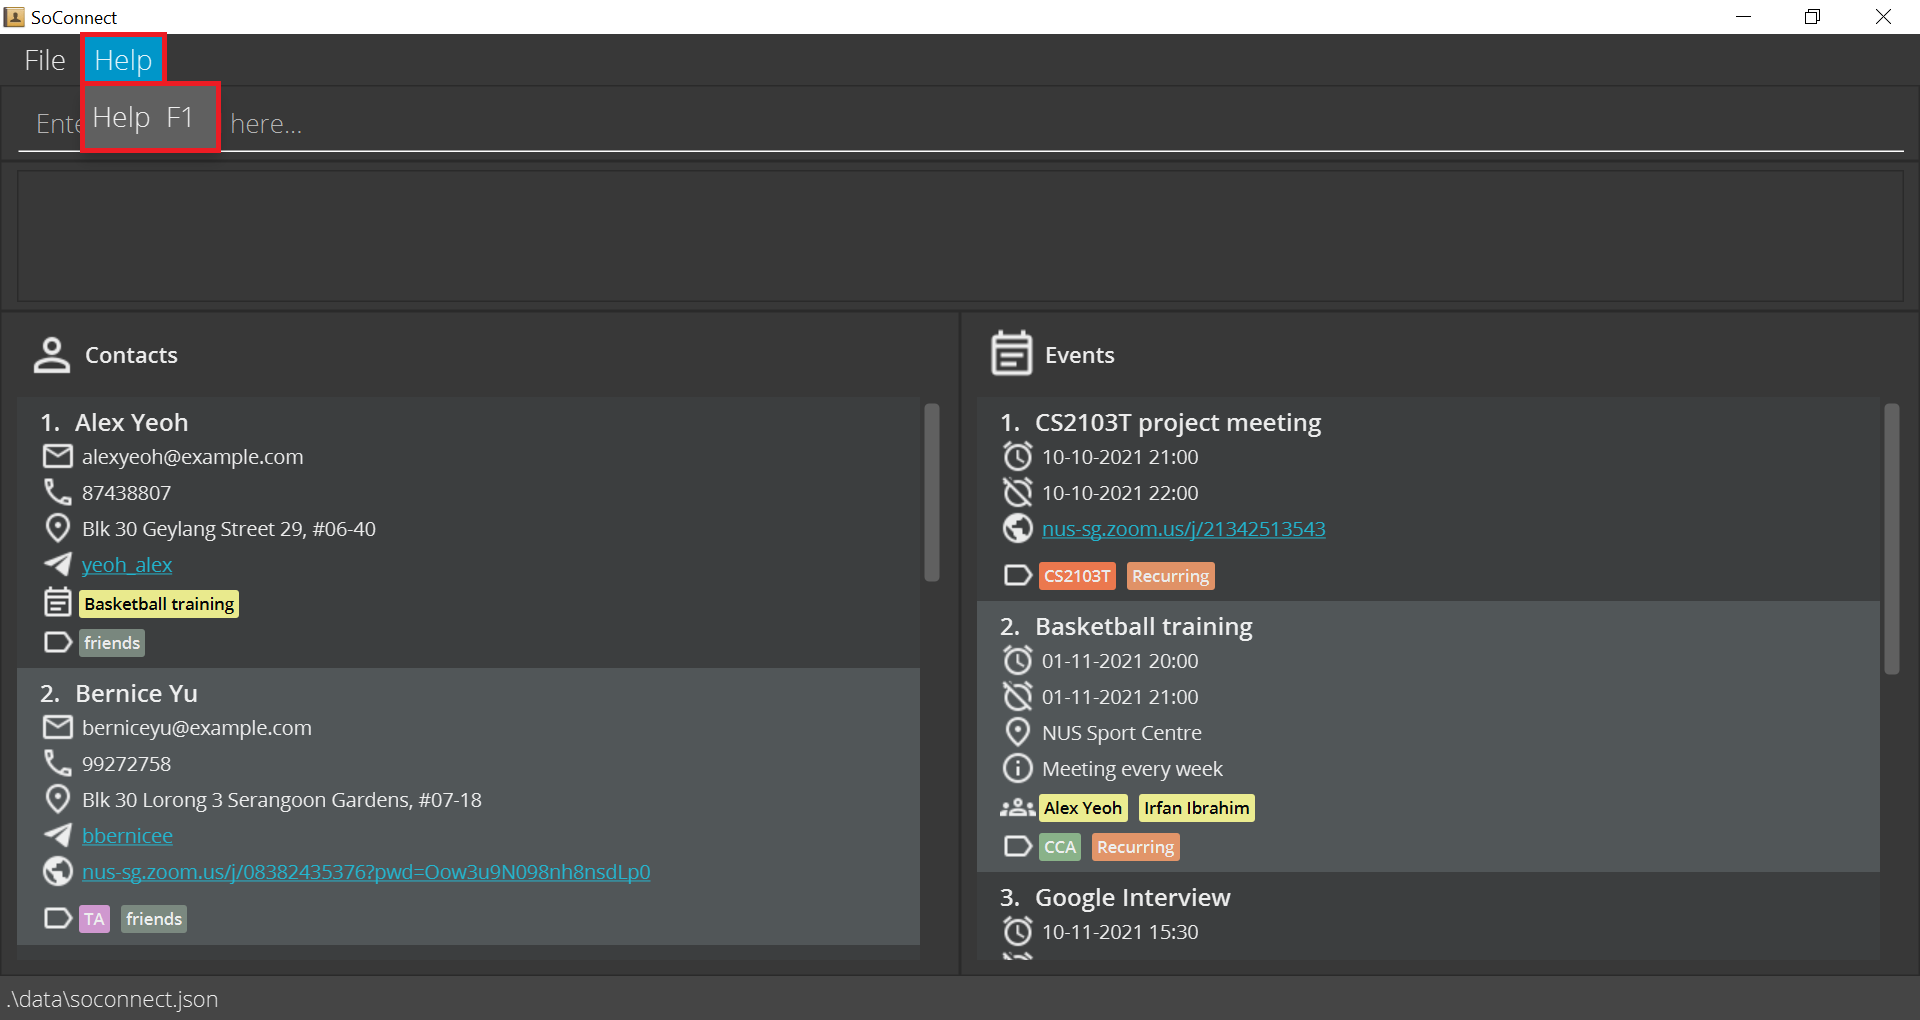 SoConnect
File Help
Help F1
Ente here...
Contacts
1. Alex Yeoh
alexyeoh@example.com
87438807
Blk 30 Geylang Street 29, #06-40
yeoh_alex
Basketball training
friends
2. Bernice Yu
berniceyu@example.com
99272758
Blk 30 Lorong 3 Serangoon Gardens, #07-18
bbernicee
nus-sg.zoom.us/j/08382435376?pwd=Oow3u9N098nh8nsdLp0
TA friends
Events
1. CS2103T project meeting
10-10-2021 21:00
10-10-2021 22:00
nus-sg.zoom.us/j/21342513543
CS2103T Recurring
2. Basketball training
01-11-2021 20:00
01-11-2021 21:00
NUS Sport Centre
Meeting every week
Alex Yeoh Irfan Ibrahim
CCA Recurring
3. Google Interview
10-11-2021 15:30
.\data\soconnect.json